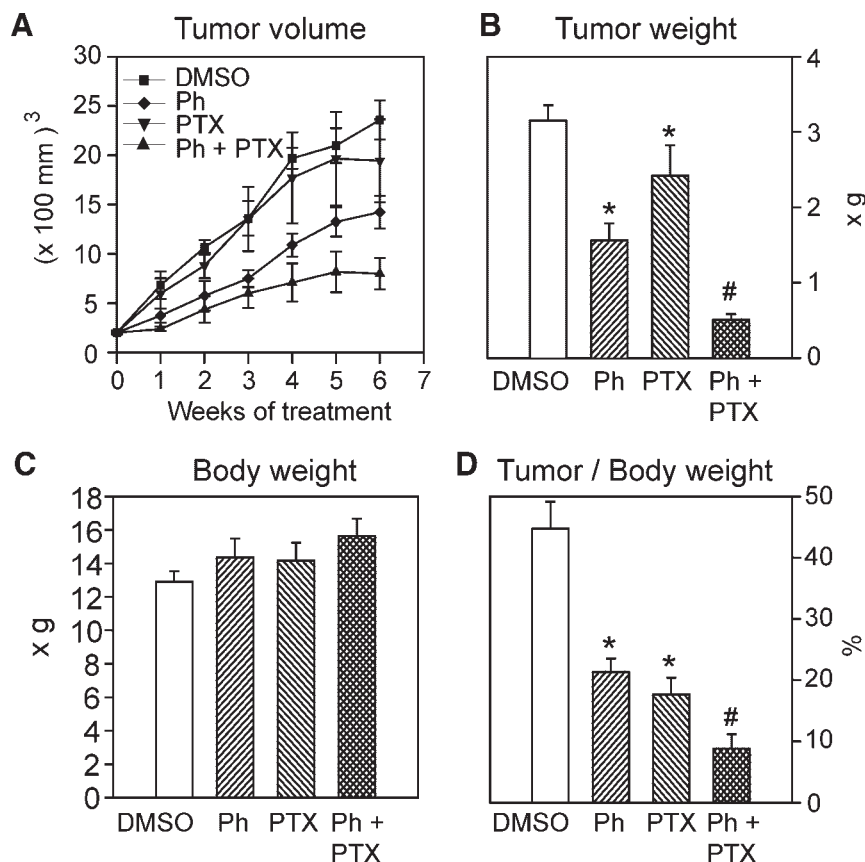 A Tumor volume
(x 100 mm )3
30
25
20
15
10
5
0
DMSO
Ph
PTX
Ph + PTX
0 1 2 3 4 5 6 7
Weeks of treatment
B Tumor weight
4
3
2
1
0
x g
*
*
#
DMSO Ph PTX Ph +
PTX
C Body weight
x g
18
16
14
12
10
8
6
4
2
0
DMSO Ph PTX Ph +
PTX
D Tumor / Body weight
50
40
30
20
10
0
%
*
*
#
DMSO Ph PTX Ph +
PTX